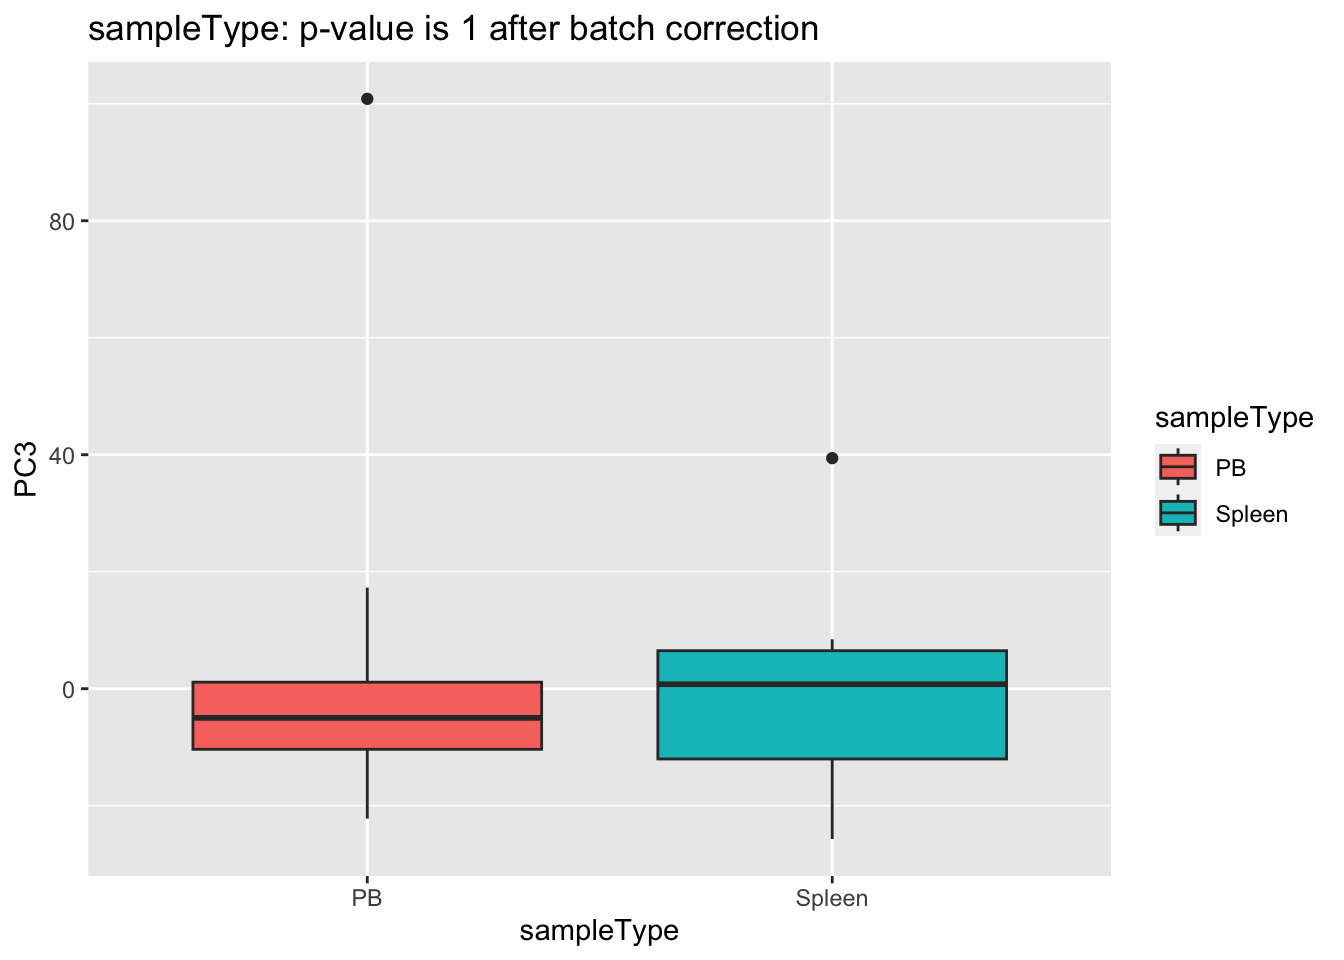 sampleType: p-value is 1 after batch correction
80
40
0
PC3
PB
Spleen
sampleType
sampleType
PB
Spleen